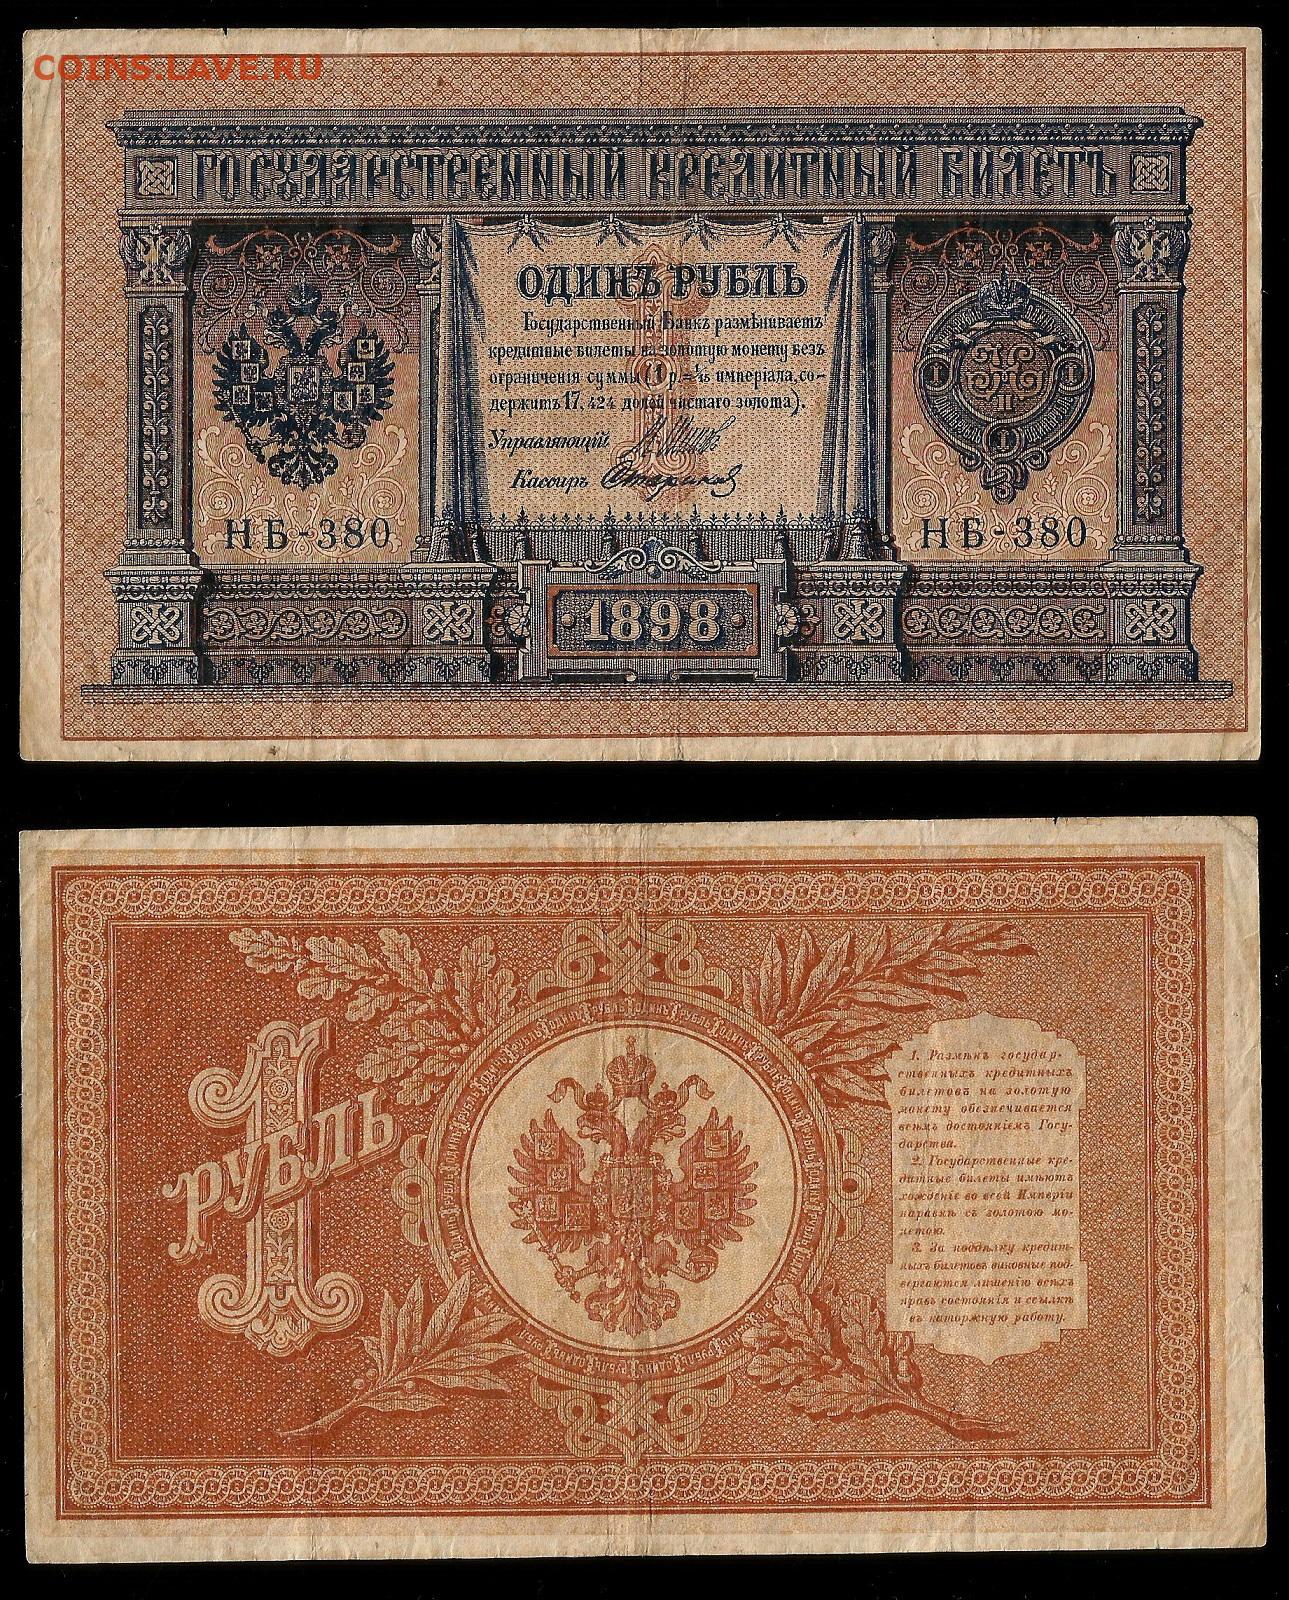 COINS.LAVE.RU
ГОСУДАРСТВЕННЫЙ КРЕДИТНЫЙ БИЛЕТЪ
ОДИНЪ РУБЛЬ
Государственный Банкъ размѣниваетъ
кредитные билеты на золотую монету безъ
ограниченія суммы (1 р. = 1/15 имперіала, со-
держитъ 17,424 долей чистаго золота).
Управляющій
Кассиръ
НБ-380
НБ-380
1898
1
РУБЛЬ
1. Размѣнъ государ-
ственныхъ кредитныхъ
билетовъ на золотую
монету обезпечивается
всѣмъ достояніемъ Госу-
дарства.
2. Государственные кре-
дитные билеты имѣютъ
хожденіе во всей Имперіи
наравнѣ съ золотою мо-
нетою.
3. За поддѣлку кредит-
ныхъ билетовъ виновные под-
вергаются лишенію всѣхъ
правъ состоянія и ссылкѣ
въ каторжную работу.